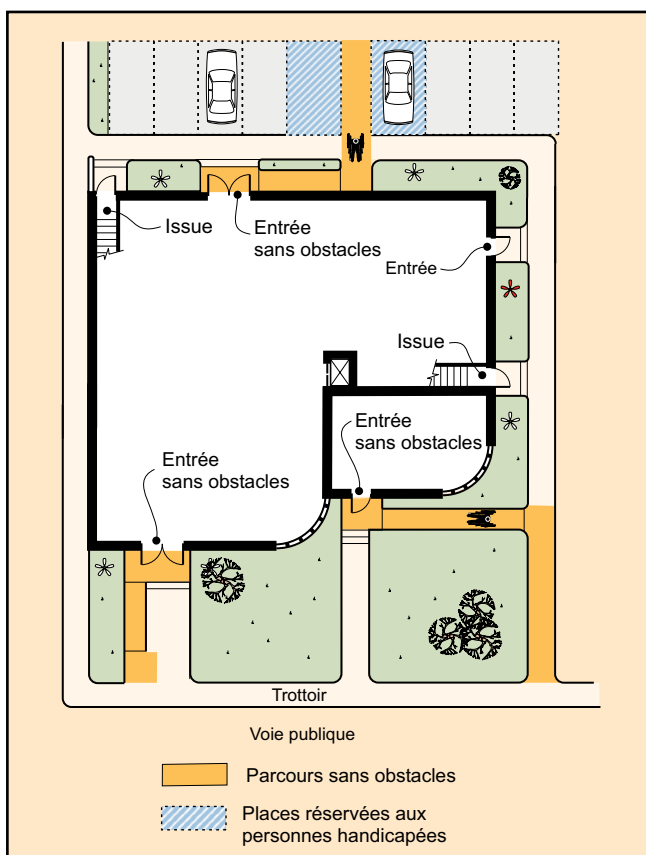 Issue
Entrée
sans obstacles
Entrée
Issue
Entrée
sans obstacles
Entrée
sans obstacles
Trottoir
Voie publique
Parcours sans obstacles
Places réservées aux
personnes handicapées